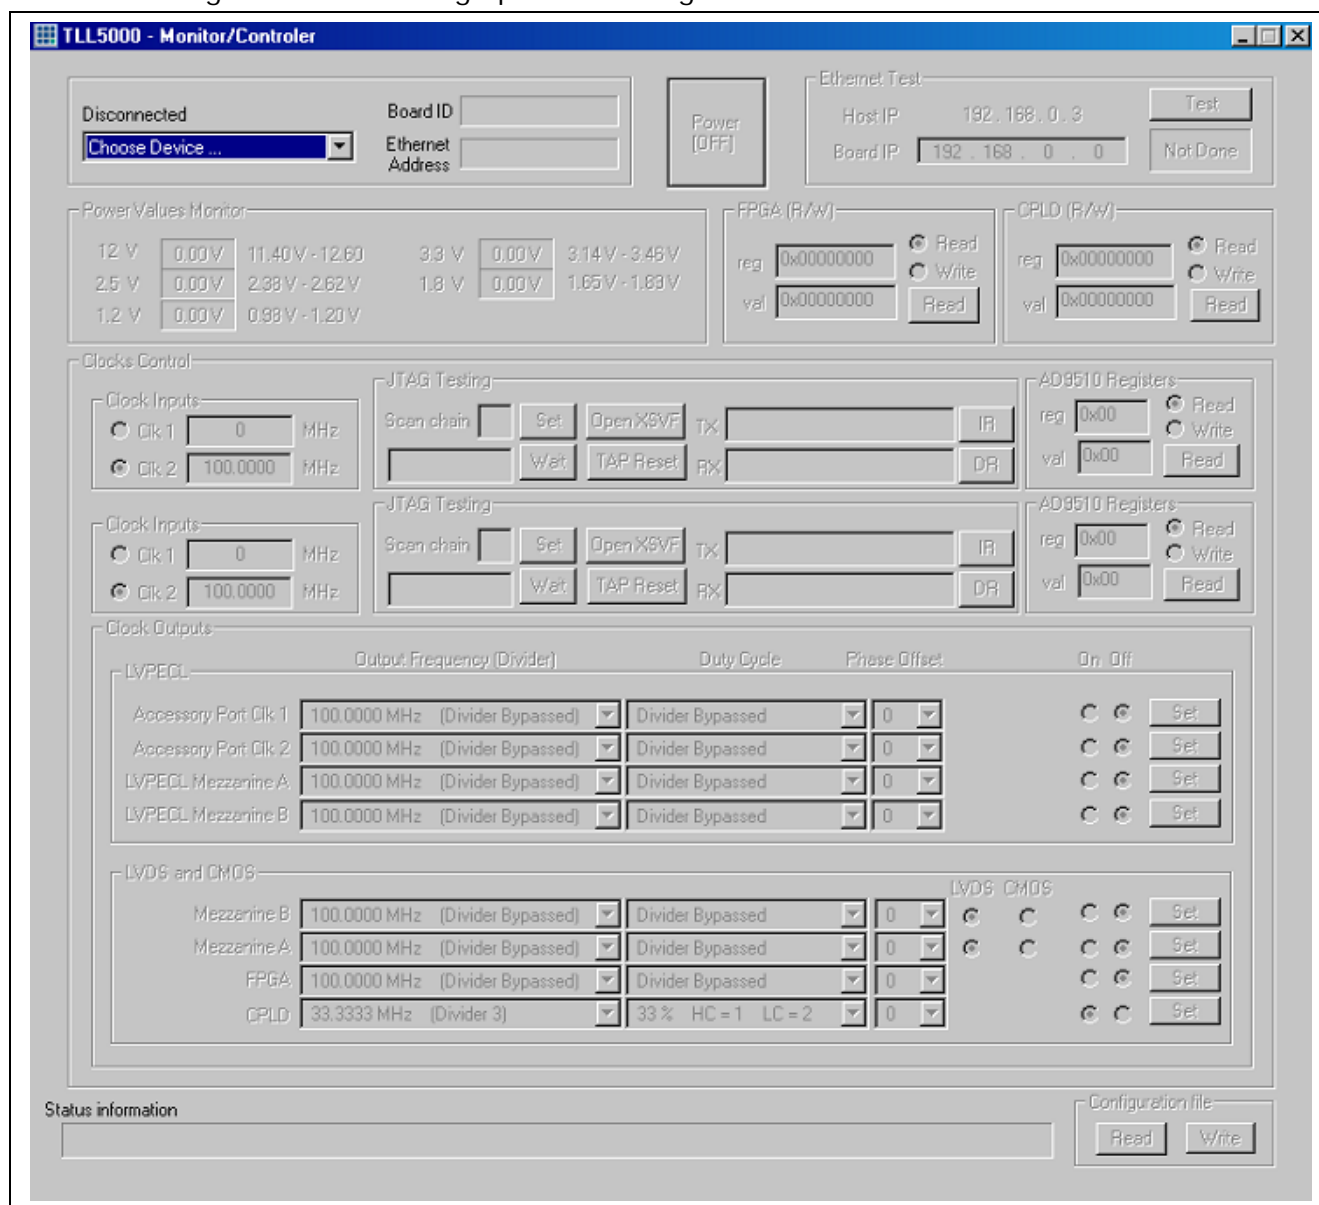 TLL5000 - Monitor/Controler
Disconnected
Choose Device ...
Board ID
Ethernet
Address
Power
[OFF]
Ethernet Test
Host IP 192 . 168 . 0 . 3 Test
Board IP 192 . 168 . 0 . 0 Not Done
Power Values Monitor
12 V 0.00 V 11.40 V - 12.60 3.3 V 0.00 V 3.14 V - 3.46 V
2.5 V 0.00 V 2.38 V - 2.62 V 1.8 V 0.00 V 1.65 V - 1.89 V
1.2 V 0.00 V 0.98 V - 1.20 V
FPGA (R/W)
reg 0x00000000 Read
Write
val 0x00000000 Read
CPLD (R/W)
reg 0x00000000 Read
Write
val 0x00000000 Read
Clocks Control
Clock Inputs
Clk 1 0 MHz
Clk 2 100.0000 MHz
JTAG Testing
Scan chain Set Open XSVF TX IR
Wait TAP Reset RX DR
AD9510 Registers
reg 0x00 Read
Write
val 0x00 Read
Clock Inputs
Clk 1 0 MHz
Clk 2 100.0000 MHz
JTAG Testing
Scan chain Set Open XSVF TX IR
Wait TAP Reset RX DR
AD9510 Registers
reg 0x00 Read
Write
val 0x00 Read
Clock Outputs
Output Frequency (Divider) Duty Cycle Phase Offset On Off
LVPECL
Accessory Port Clk 1 100.0000 MHz (Divider Bypassed) Divider Bypassed 0 Set
Accessory Port Clk 2 100.0000 MHz (Divider Bypassed) Divider Bypassed 0 Set
LVPECL Mezzanine A 100.0000 MHz (Divider Bypassed) Divider Bypassed 0 Set
LVPECL Mezzanine B 100.0000 MHz (Divider Bypassed) Divider Bypassed 0 Set
LVDS and CMOS
LVDS CMOS
Mezzanine B 100.0000 MHz (Divider Bypassed) Divider Bypassed 0 Set
Mezzanine A 100.0000 MHz (Divider Bypassed) Divider Bypassed 0 Set
FPGA 100.0000 MHz (Divider Bypassed) Divider Bypassed 0 Set
CPLD 33.3333 MHz (Divider 3) 33 % HC = 1 LC = 2 0 Set
Status information
Configuration file
Read Write